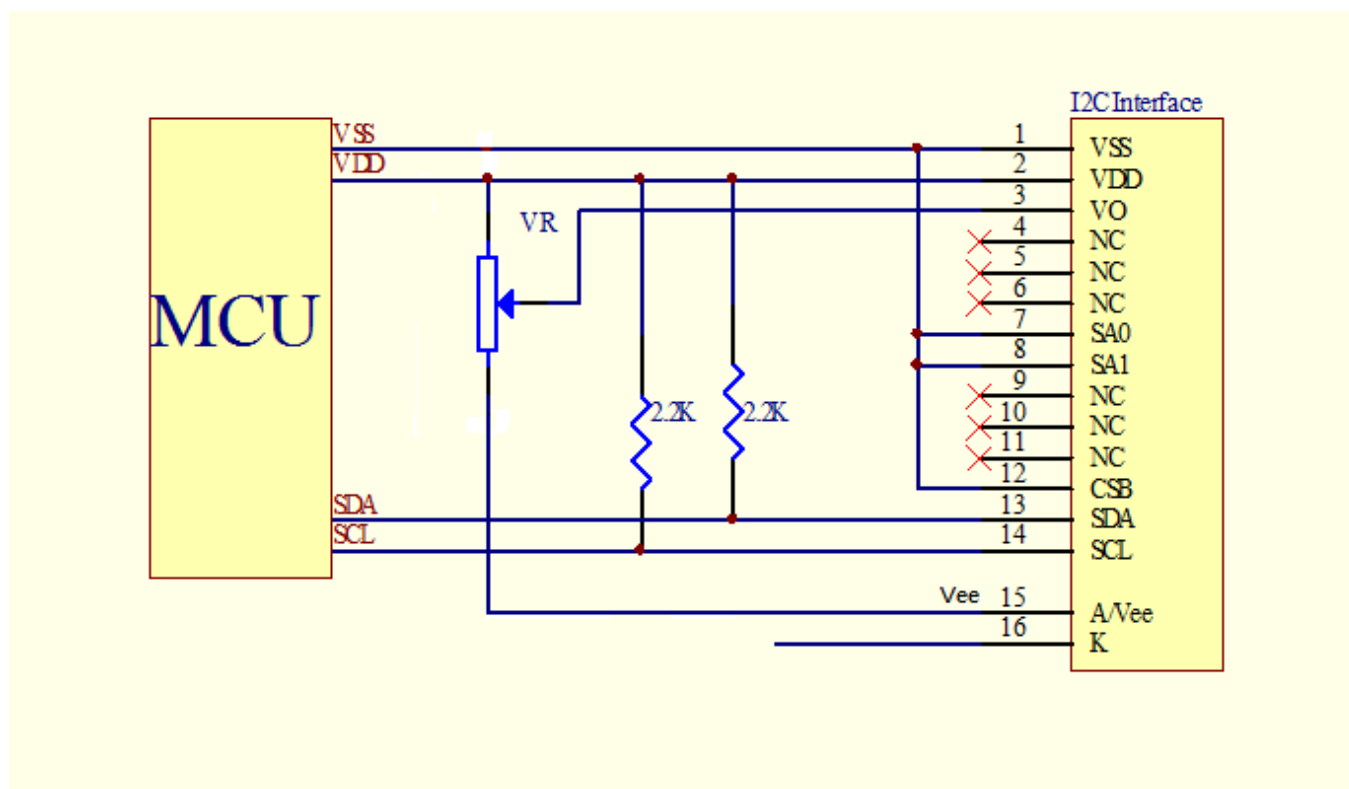 I2C Interface
VSS
VDD
MCU
SDA
SCL
VR
2.2K
2.2K
Vee
1 VSS
2 VDD
3 VO
4 NC
5 NC
6 NC
7 SA0
8 SA1
9 NC
10 NC
11 NC
12 CSB
13 SDA
14 SCL
15 A/Vee
16 K